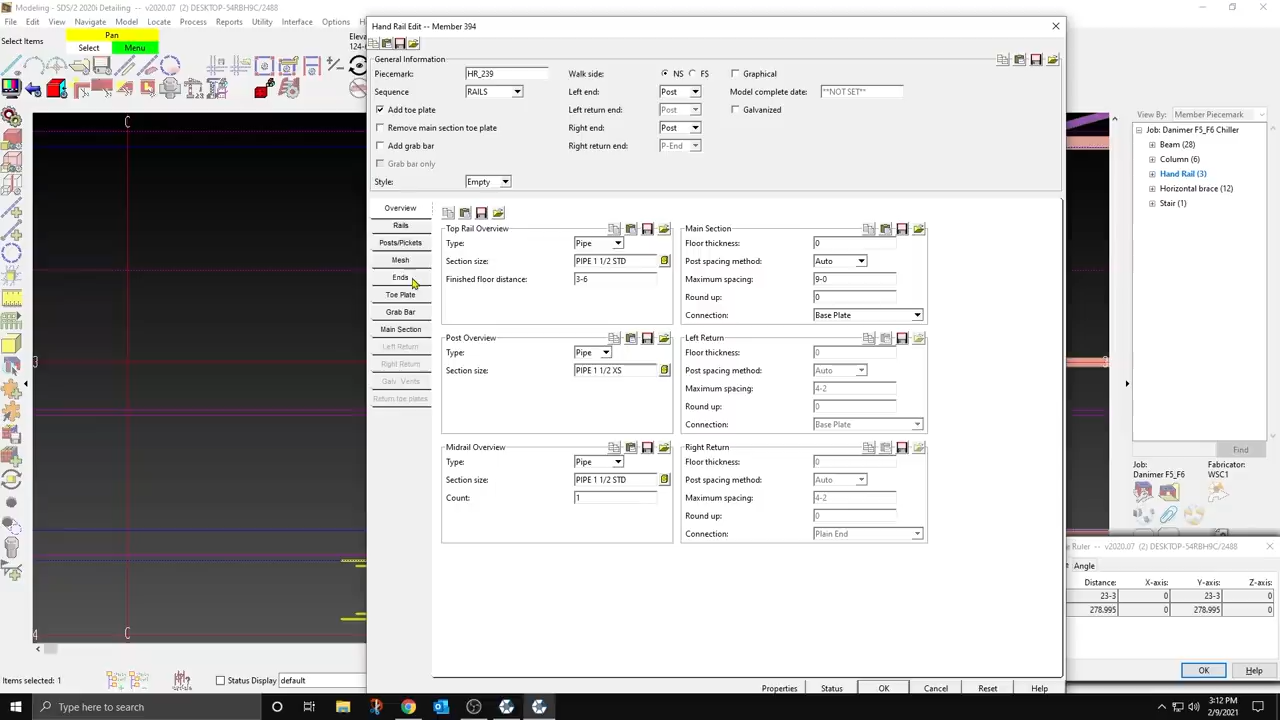 Modeling - SDS/2 2020i Detailing -- v2020.07 (2) DESKTOP-54RBH9C/2488
File Edit View Navigate Model Locate Process Reports Utility Interface Options
Select Items
Pan
Select Menu
Hand Rail Edit -- Member 394
General Information
Piecemark: HR_239 Walk side: NS FS Graphical
Sequence RAILS Left end: Post Model complete date: **NOT SET**
Add toe plate Left return end: Post Galvanized
Remove main section toe plate Right end: Post
Add grab bar Right return end: P-End
Grab bar only
Style: Empty
Overview
Rails
Posts/Pickets
Mesh
Ends
Toe Plate
Grab Bar
Main Section
Left Return
Right Return
Galv. Vents
Return toe plates
Top Rail Overview
Type: Pipe
Section size: PIPE 1 1/2 STD
Finished floor distance: 3-6
Main Section
Floor thickness: 0
Post spacing method: Auto
Maximum spacing: 9-0
Round up: 0
Connection: Base Plate
Post Overview
Type: Pipe
Section size: PIPE 1 1/2 XS
Left Return
Floor thickness: 0
Post spacing method: Auto
Maximum spacing: 4-2
Round up: 0
Connection: Base Plate
Midrail Overview
Type: Pipe
Section size: PIPE 1 1/2 STD
Count: 1
Right Return
Floor thickness: 0
Post spacing method: Auto
Maximum spacing: 4-2
Round up: 0
Connection: Plain End
Properties Status OK Cancel Reset Help
C
3
4 C
View By: Member Piecemark
Job: Danimer F5_F6 Chiller
Beam (28)
Column (6)
Hand Rail (3)
Horizontal brace (12)
Stair (1)
Find
Job: Fabricator:
Danimer F5_F6 WSC1
Ruler -- v2020.07 (2) DESKTOP-54RBH9C/2488
Angle
Distance: X-axis: Y-axis: Z-axis:
23-3 0 23-3 0
278.995 0 278.995 0
OK Help
Items selected: 1 Status Display default
Type here to search
3:12 PM
2/9/2021